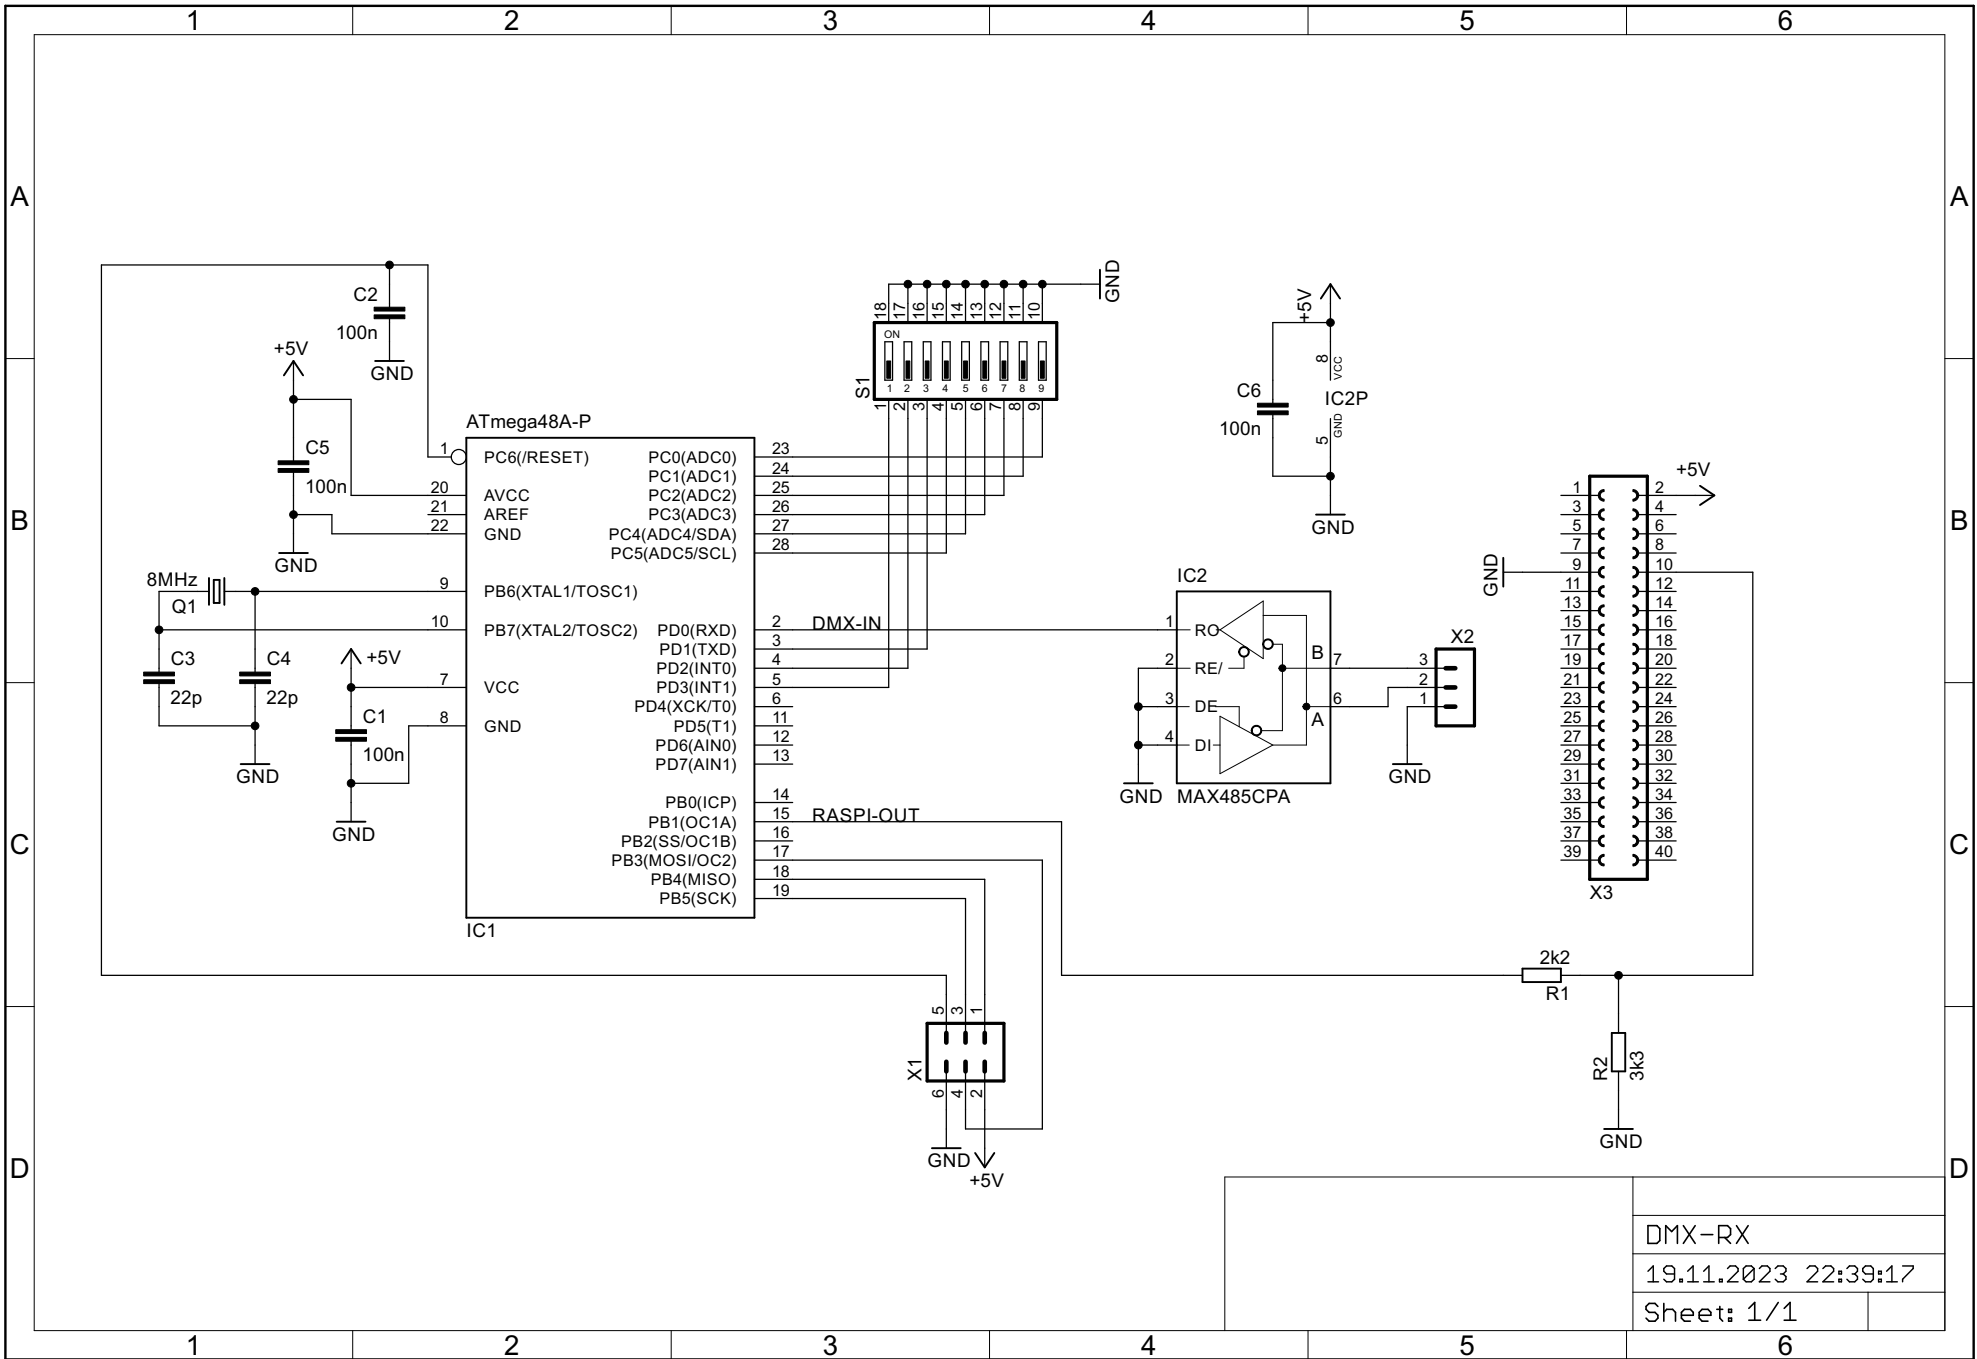 1 2 3 4 5 6
A A
B B
C C
D D
C2
100n
GND
+5V
C5
100n
GND
8MHz
Q1
C3
22p
C4
22p
GND
+5V
C1
100n
GND
ATmega48A-P
1 PC6(/RESET)
20 AVCC
21 AREF
22 GND
9 PB6(XTAL1/TOSC1)
10 PB7(XTAL2/TOSC2)
7 VCC
8 GND
PC0(ADC0) 23
PC1(ADC1) 24
PC2(ADC2) 25
PC3(ADC3) 26
PC4(ADC4/SDA) 27
PC5(ADC5/SCL) 28
PD0(RXD) 2 DMX-IN
PD1(TXD) 3
PD2(INT0) 4
PD3(INT1) 5
PD4(XCK/T0) 6
PD5(T1) 11
PD6(AIN0) 12
PD7(AIN1) 13
PB0(ICP) 14
PB1(OC1A) 15 RASPI-OUT
PB2(SS/OC1B) 16
PB3(MOSI/OC2) 17
PB4(MISO) 18
PB5(SCK) 19
IC1
GND
18 17 16 15 14 13 12 11 10
ON
1 2 3 4 5 6 7 8 9
S1
1 2 3 4 5 6 7 8 9
+5V
C6
100n
8 VCC
IC2P
5 GND
GND
IC2
1 RO
2 RE/
3 DE
4 DI
B 7
A 6
GND
MAX485CPA
X2
3
2
1
GND
+5V
GND
1 2
3 4
5 6
7 8
9 10
11 12
13 14
15 16
17 18
19 20
21 22
23 24
25 26
27 28
29 30
31 32
33 34
35 36
37 38
39 40
X3
2k2
R1
R2
3k3
GND
5 3 1
X1
6 4 2
GND
+5V
DMX-RX
19.11.2023 22:39:17
Sheet: 1/1
1 2 3 4 5 6